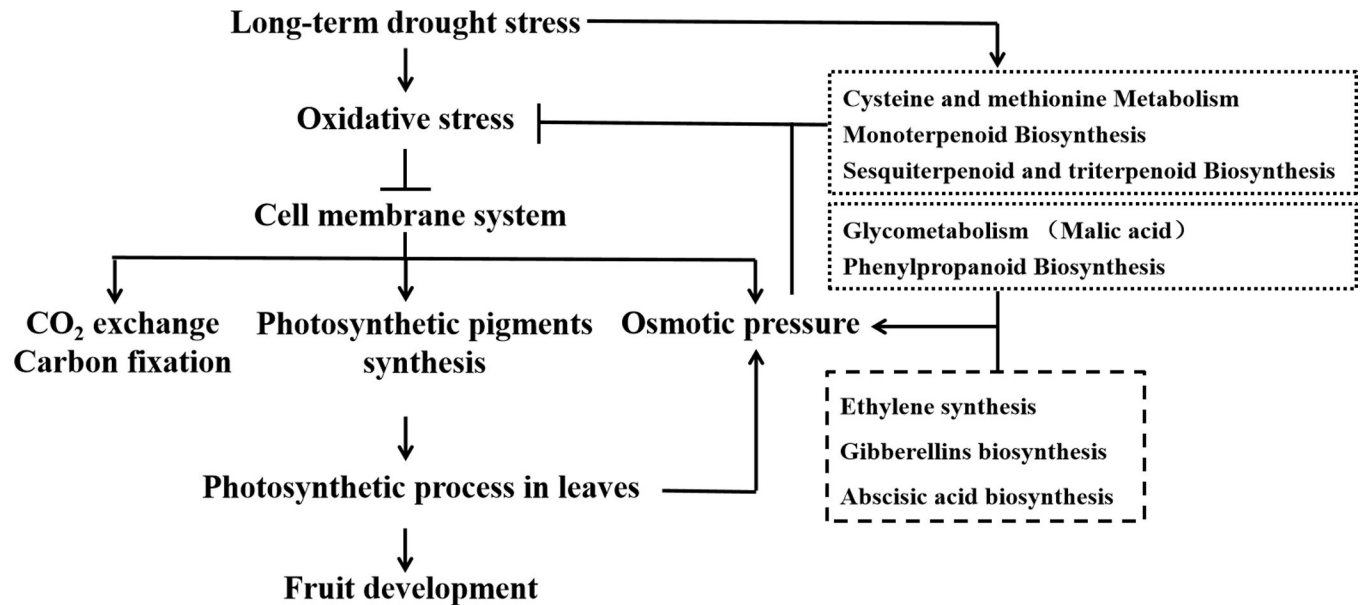 Long-term drought stress
Oxidative stress
Cysteine and methionine Metabolism
Monoterpenoid Biosynthesis
Sesquiterpenoid and triterpenoid Biosynthesis
Cell membrane system
Glycometabolism （Malic acid）
Phenylpropanoid Biosynthesis
CO₂ exchange
Carbon fixation
Photosynthetic pigments
synthesis
Osmotic pressure
Ethylene synthesis
Gibberellins biosynthesis
Abscisic acid biosynthesis
Photosynthetic process in leaves
Fruit development